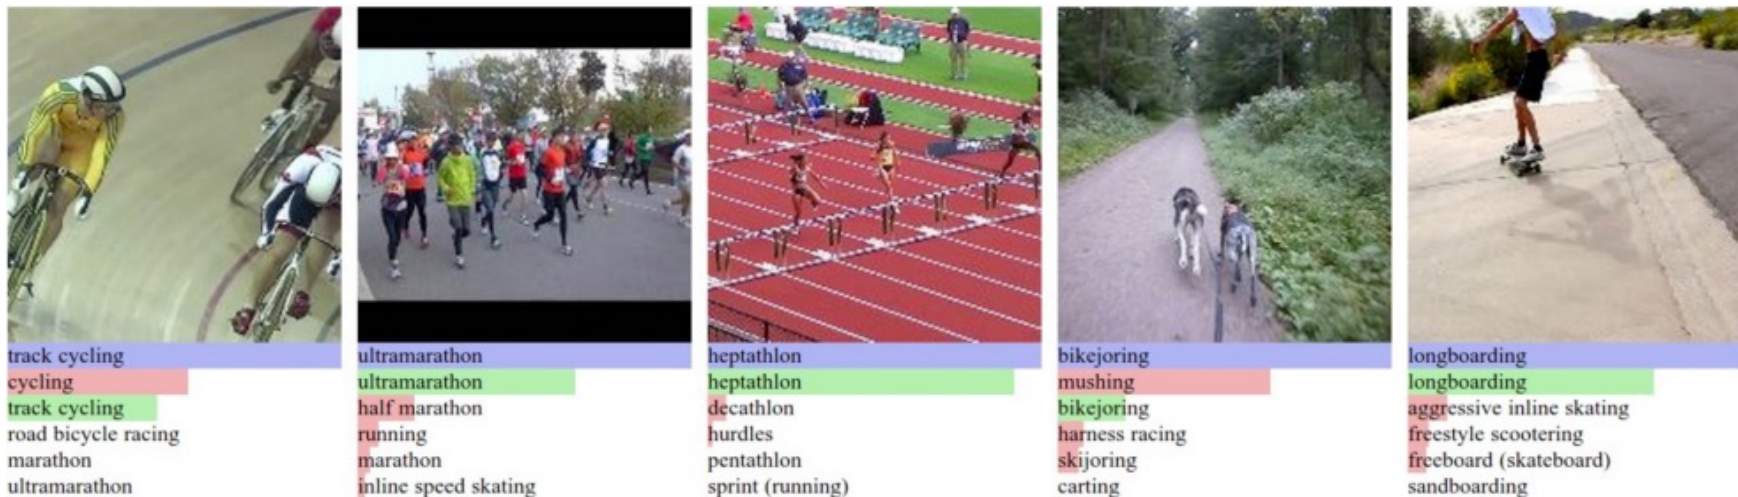 track cycling
cycling
track cycling
road bicycle racing
marathon
ultramarathon
ultramarathon
ultramarathon
half marathon
running
marathon
inline speed skating
heptathlon
heptathlon
decathlon
hurdles
pentathlon
sprint (running)
bikejoring
mushing
bikejoring
harness racing
skijoring
carting
longboarding
longboarding
aggressive inline skating
freestyle scootering
freeboard (skateboard)
sandboarding